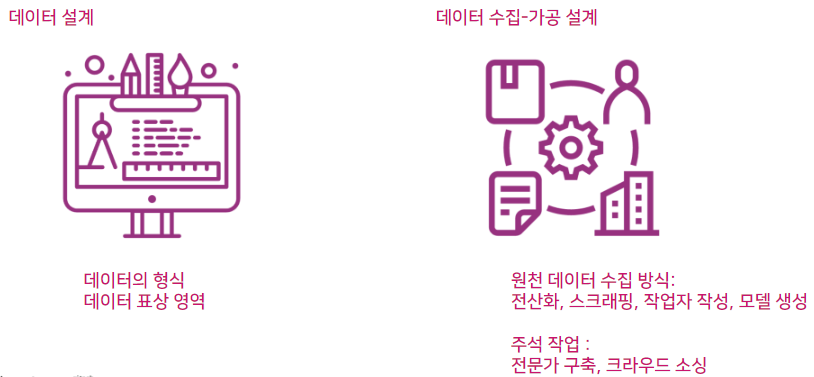 데이터 설계
데이터의 형식
데이터 표상 영역
데이터 수집-가공 설계
원천 데이터 수집 방식:
전산화, 스크래핑, 작업자 작성, 모델 생성
주석 작업 :
전문가 구축, 크라우드 소싱